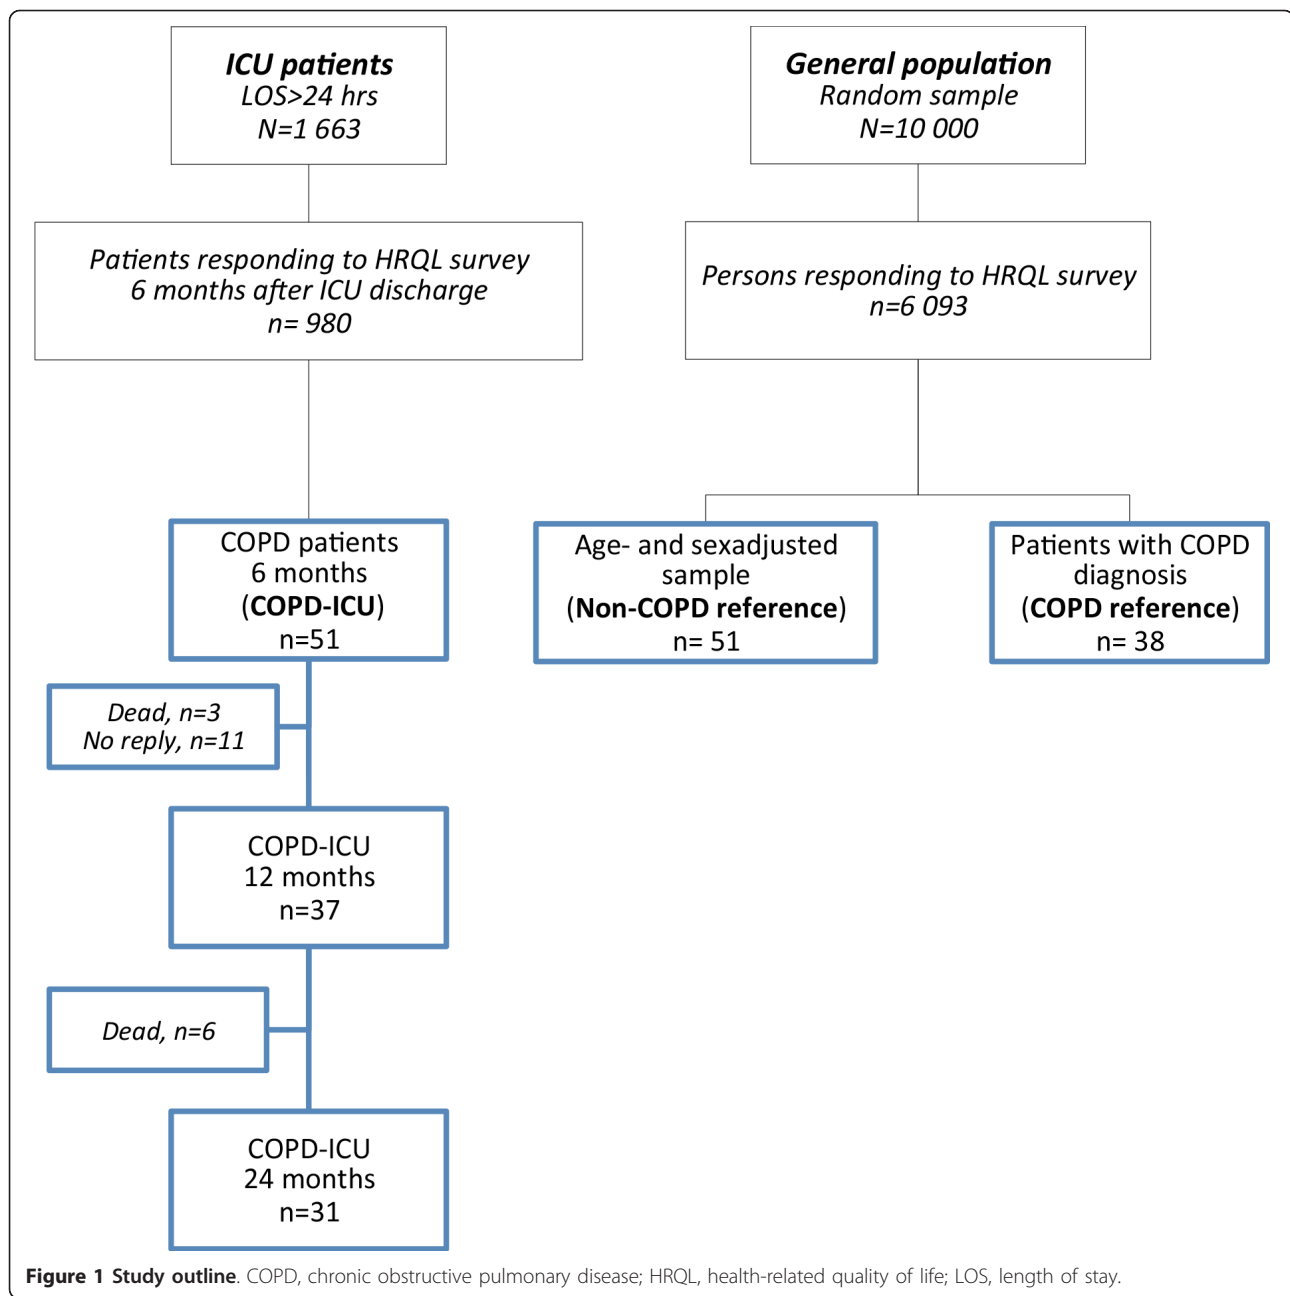 ICU patients
LOS>24 hrs
N=1 663
General population
Random sample
N=10 000
Patients responding to HRQL survey
6 months after ICU discharge
n= 980
Persons responding to HRQL survey
n=6 093
COPD patients
6 months
(COPD-ICU)
n=51
Age- and sexadjusted
sample
(Non-COPD reference)
n= 51
Patients with COPD
diagnosis
(COPD reference)
n= 38
Dead, n=3
No reply, n=11
COPD-ICU
12 months
n=37
Dead, n=6
COPD-ICU
24 months
n=31
Figure 1 Study outline. COPD, chronic obstructive pulmonary disease; HRQL, health-related quality of life; LOS, length of stay.